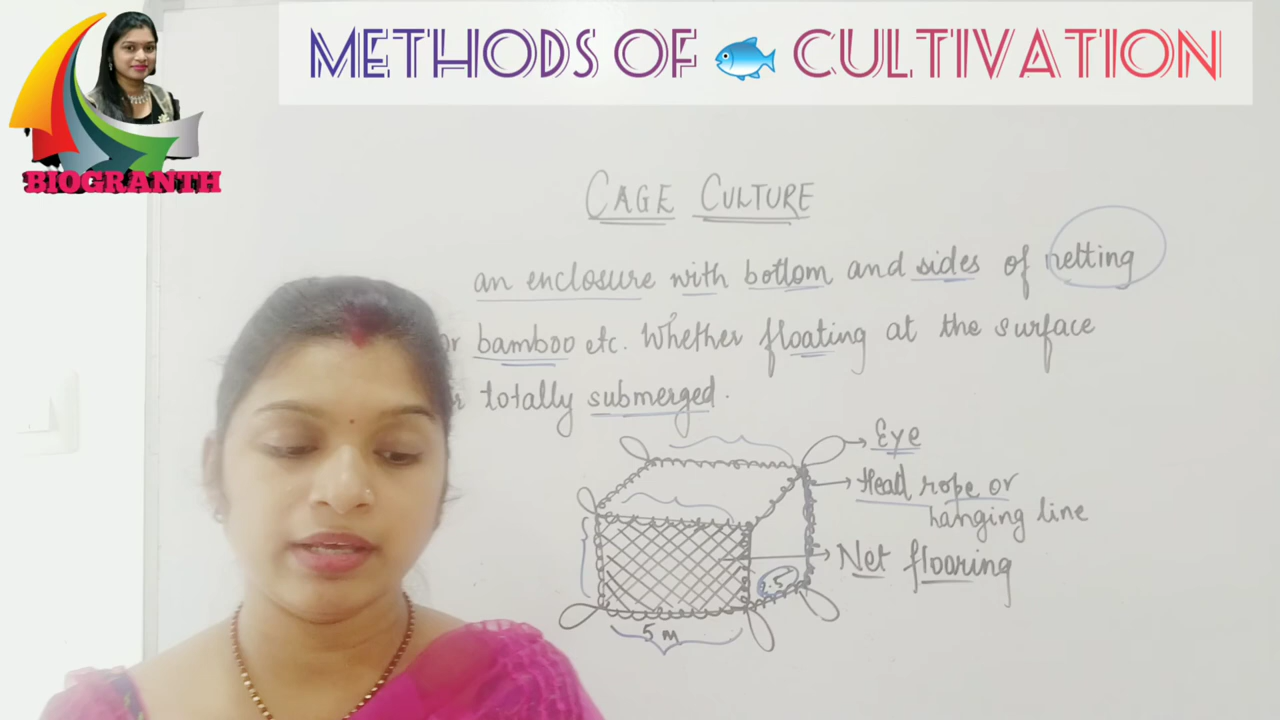 METHODS OF 🐟 CULTIVATION
BIOGRANTH
CAGE CULTURE
an enclosure with bottom and sides of netting
or bamboo etc. Whether floating at the surface
totally submerged.
Eye
Head rope or
hanging line
Net flooring
5 m